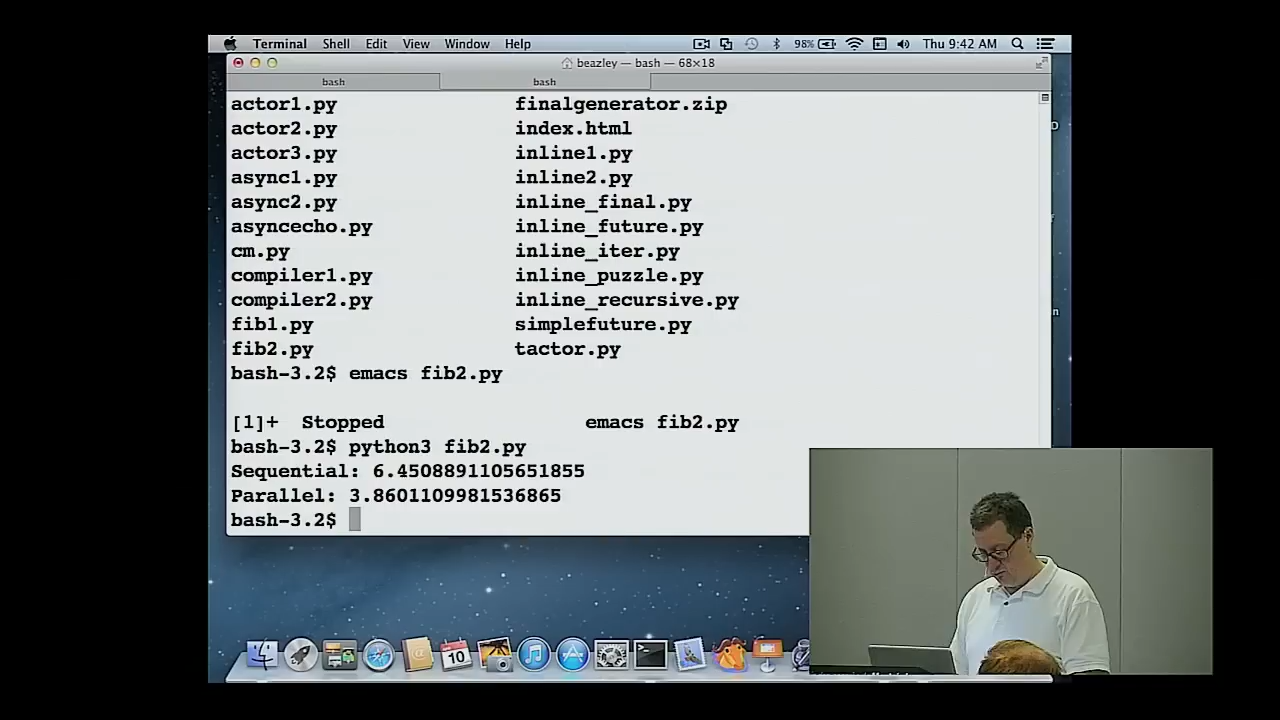 Terminal Shell Edit View Window Help 98% Thu 9:42 AM
beazley — bash — 68×18
bash bash
actor1.py finalgenerator.zip
actor2.py index.html
actor3.py inline1.py
async1.py inline2.py
async2.py inline_final.py
asyncecho.py inline_future.py
cm.py inline_iter.py
compiler1.py inline_puzzle.py
compiler2.py inline_recursive.py
fib1.py simplefuture.py
fib2.py tactor.py
bash-3.2$ emacs fib2.py
[1]+ Stopped emacs fib2.py
bash-3.2$ python3 fib2.py
Sequential: 6.4508891105651855
Parallel: 3.8601109981536865
bash-3.2$
10